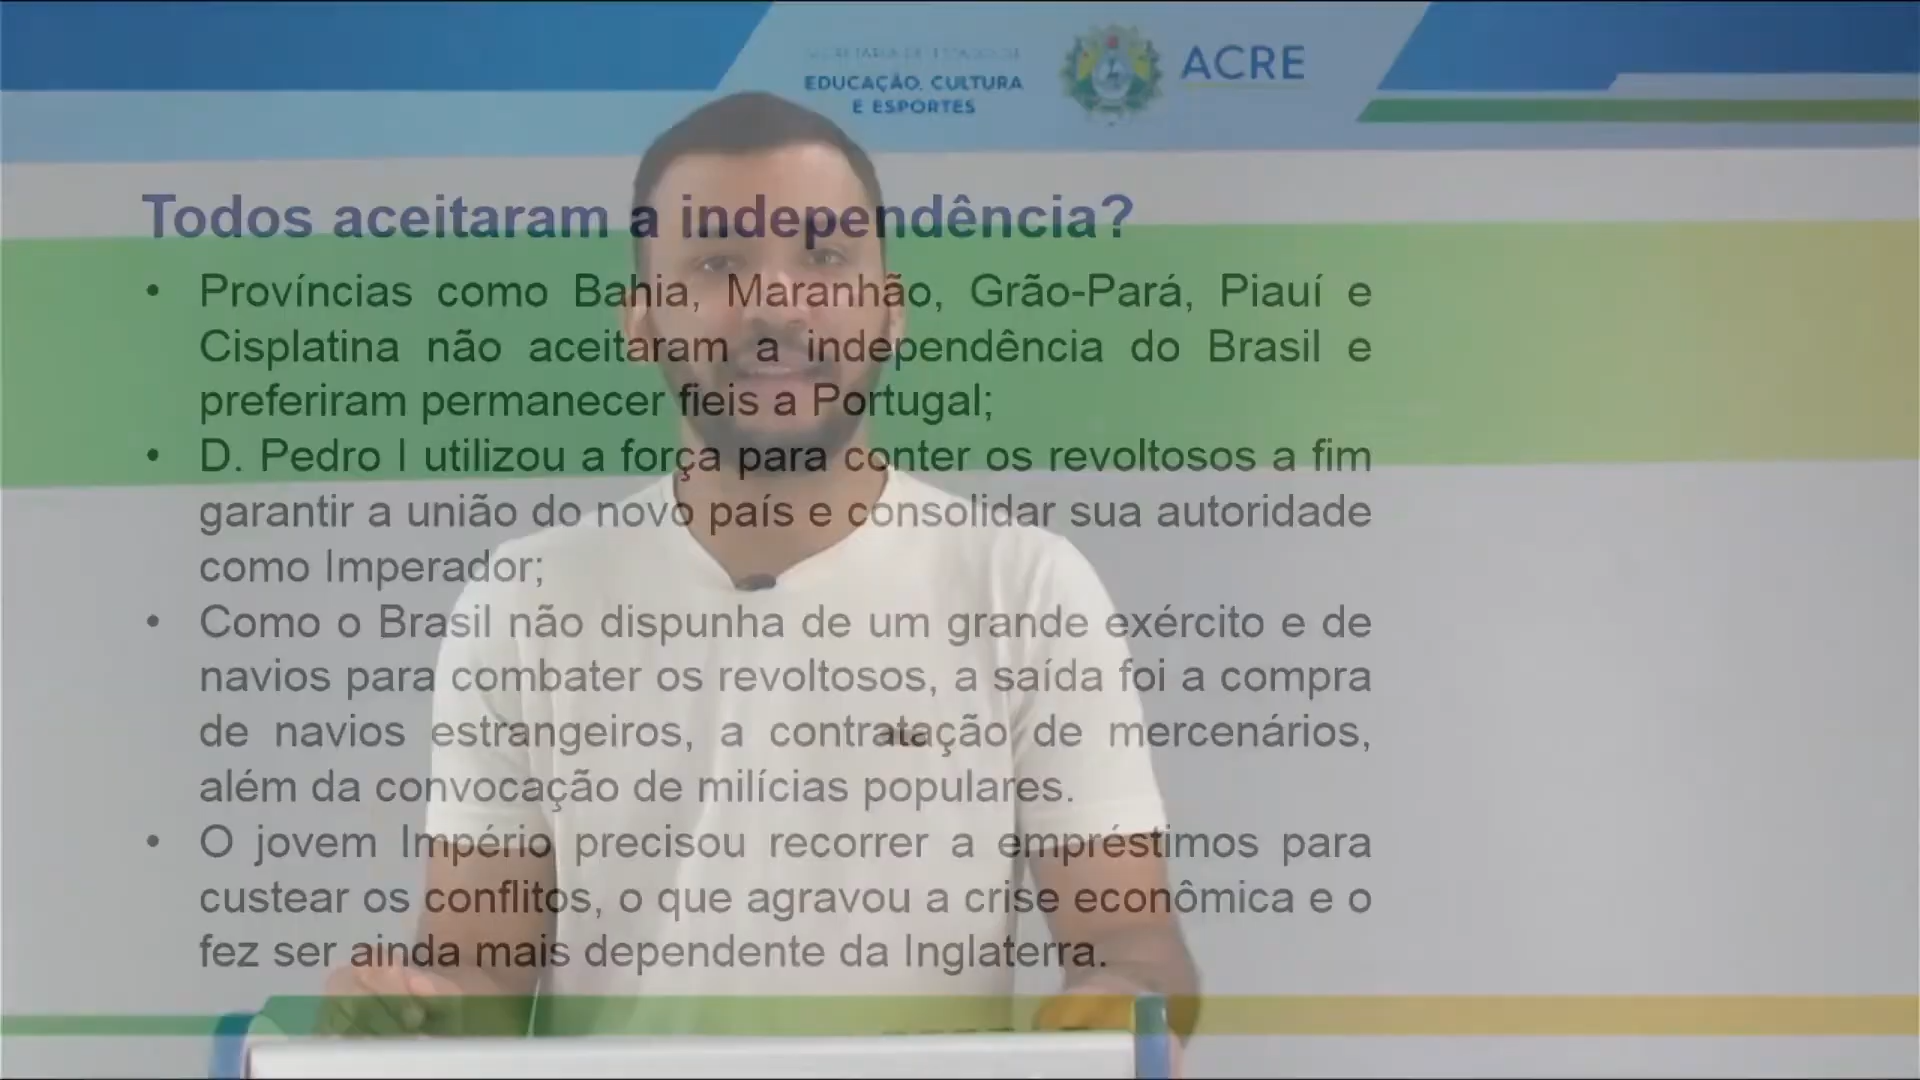 EDUCAÇÃO, CULTURA
E ESPORTES
ACRE
Todos aceitaram a independência?
• Províncias como Bahia, Maranhão, Grão-Pará, Piauí e
Cisplatina não aceitaram a independência do Brasil e
preferiram permanecer fieis a Portugal;
• D. Pedro I utilizou a força para conter os revoltosos a fim
garantir a união do novo país e consolidar sua autoridade
como Imperador;
• Como o Brasil não dispunha de um grande exército e de
navios para combater os revoltosos, a saída foi a compra
de navios estrangeiros, a contratação de mercenários,
além da convocação de milícias populares.
• O jovem Império precisou recorrer a empréstimos para
custear os conflitos, o que agravou a crise econômica e o
fez ser ainda mais dependente da Inglaterra.